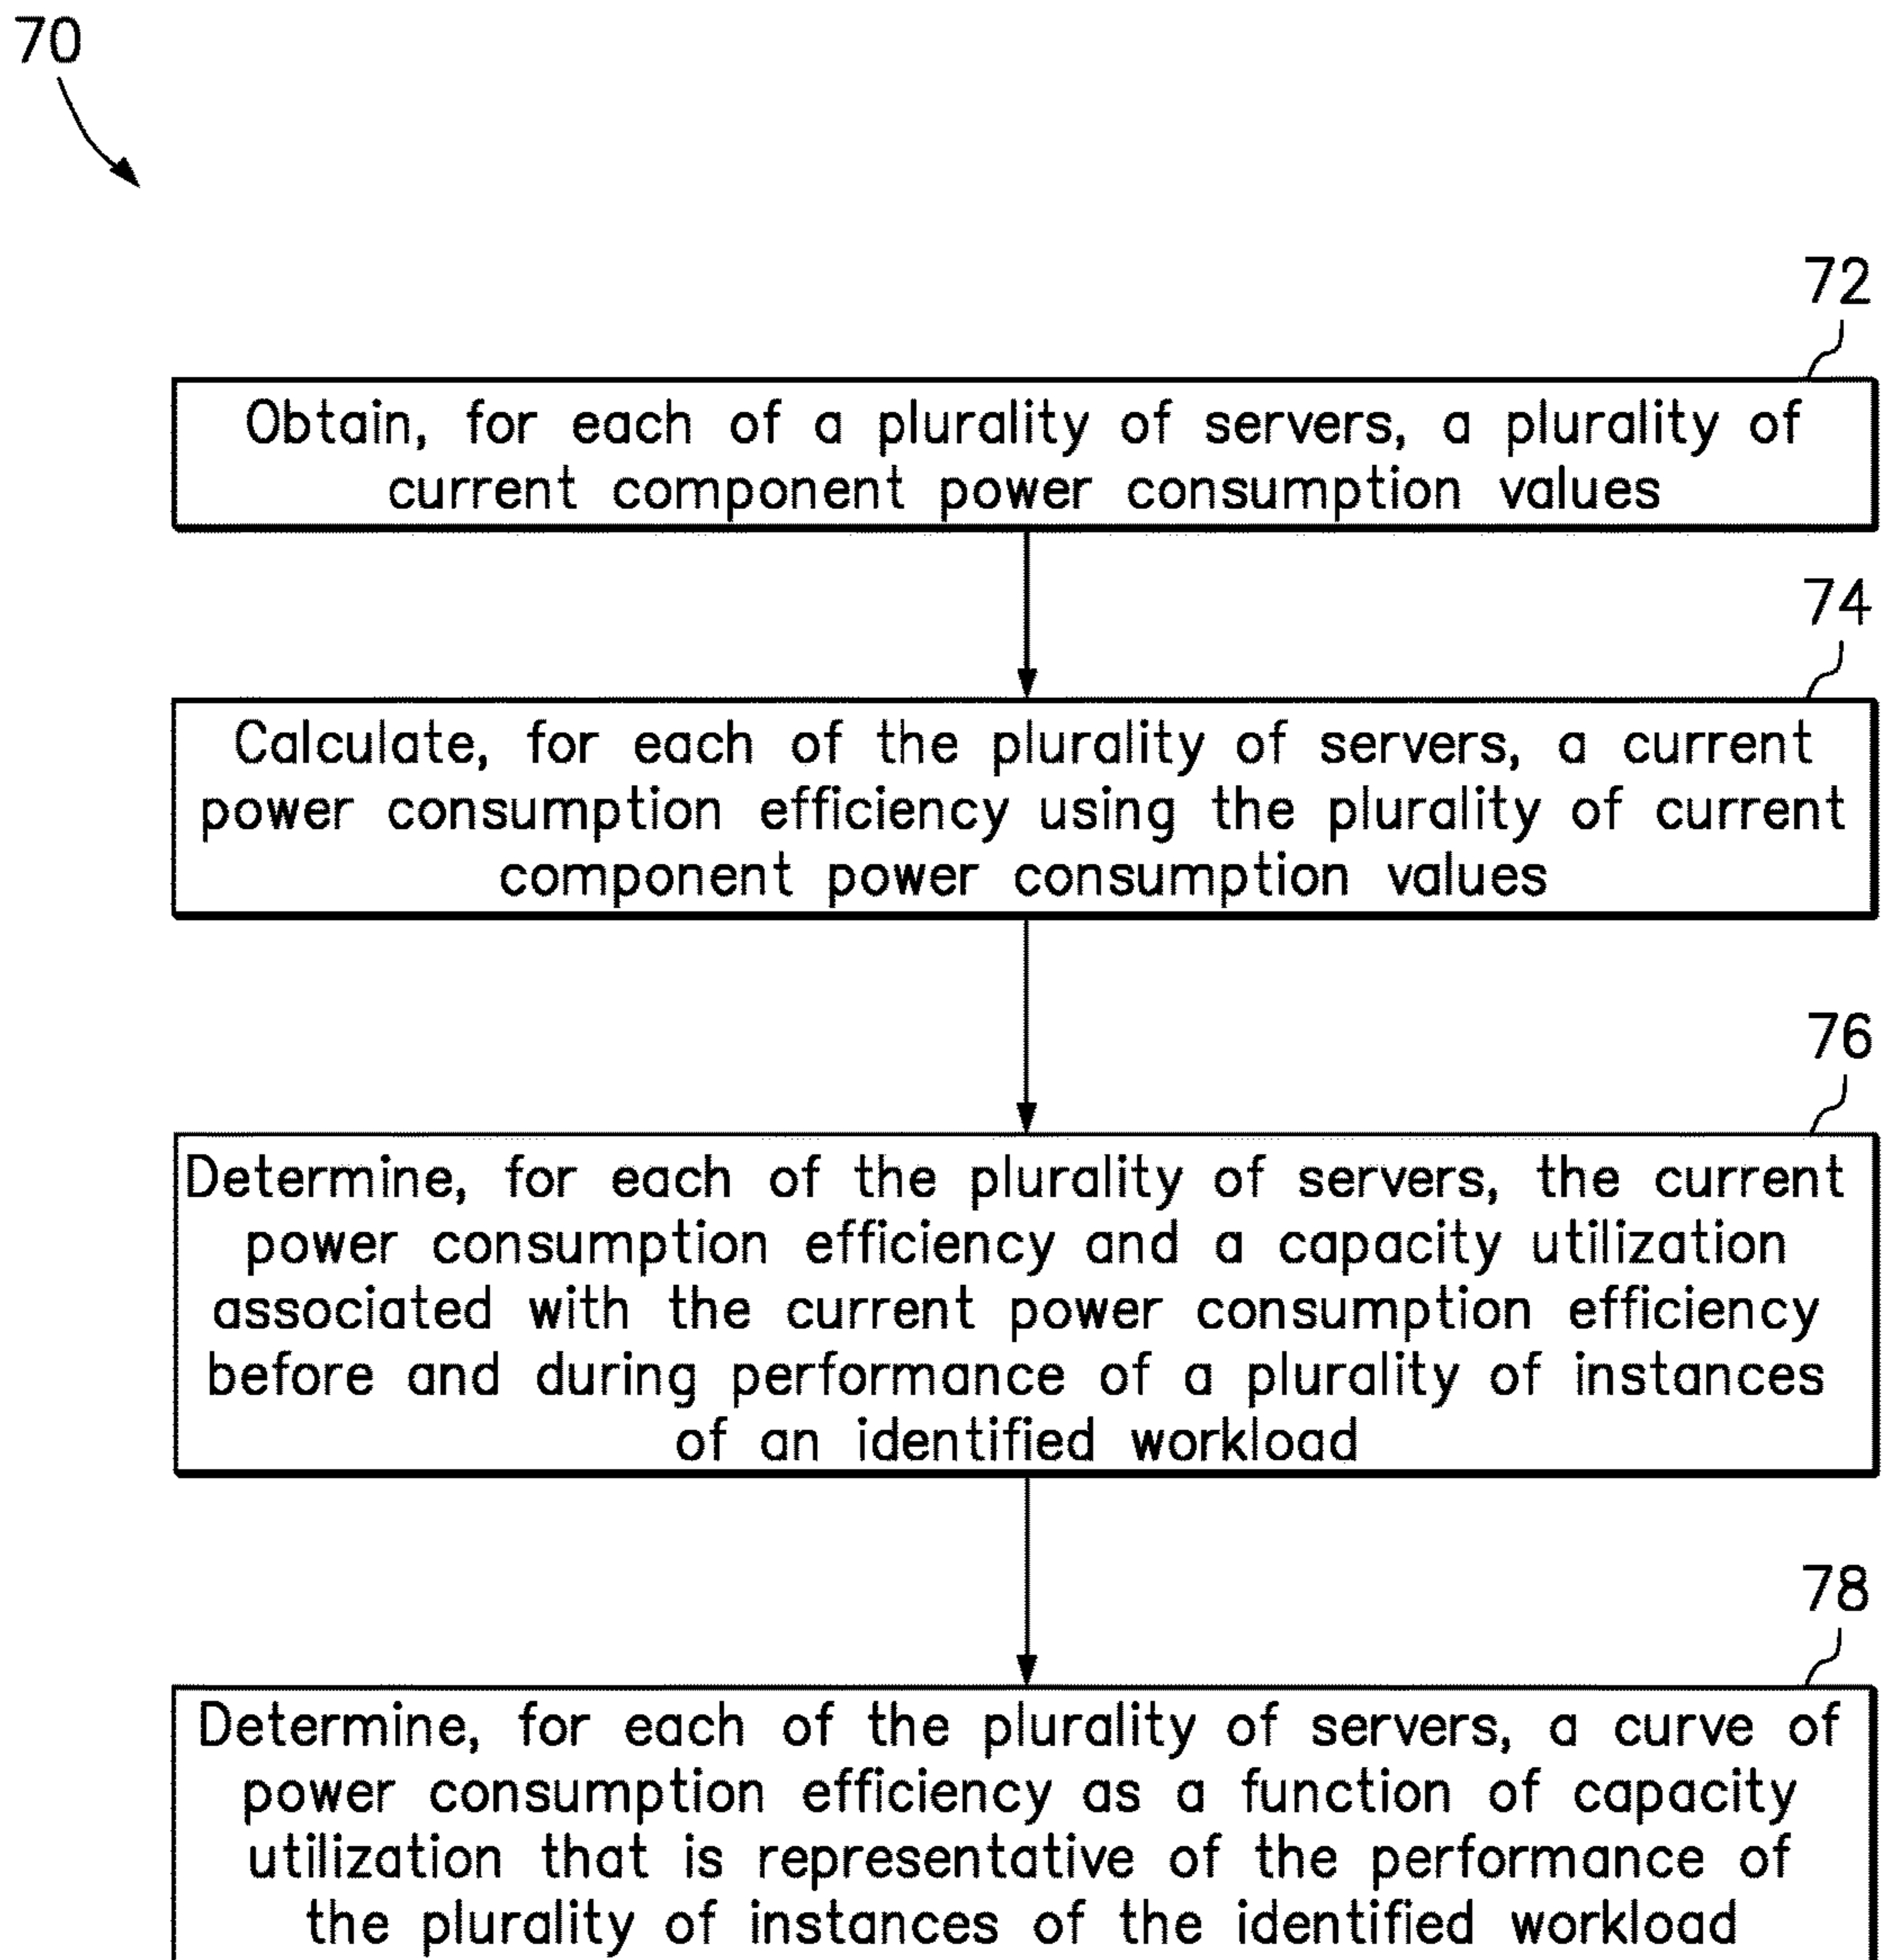 70
72
Obtain, for each of a plurality of servers, a plurality of
current component power consumption values
74
Calculate, for each of the plurality of servers, a current
power consumption efficiency using the plurality of current
component power consumption values
76
Determine, for each of the plurality of servers, the current
power consumption efficiency and a capacity utilization
associated with the current power consumption efficiency
before and during performance of a plurality of instances
of an identified workload
78
Determine, for each of the plurality of servers, a curve of
power consumption efficiency as a function of capacity
utilization that is representative of the performance of
the plurality of instances of the identified workload